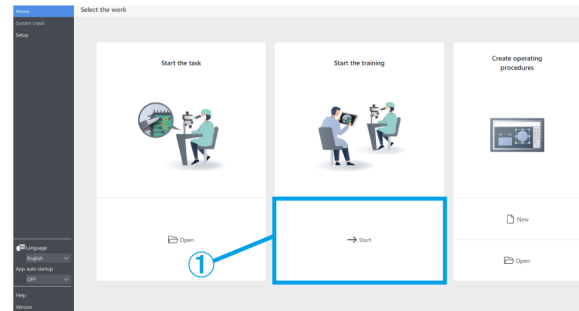 Home
Select the work
System check
Setup
Start the task
Start the training
Create operating
procedures
Open
Start
New
Open
①
Language
English
App. auto startup
OFF
Help
Version